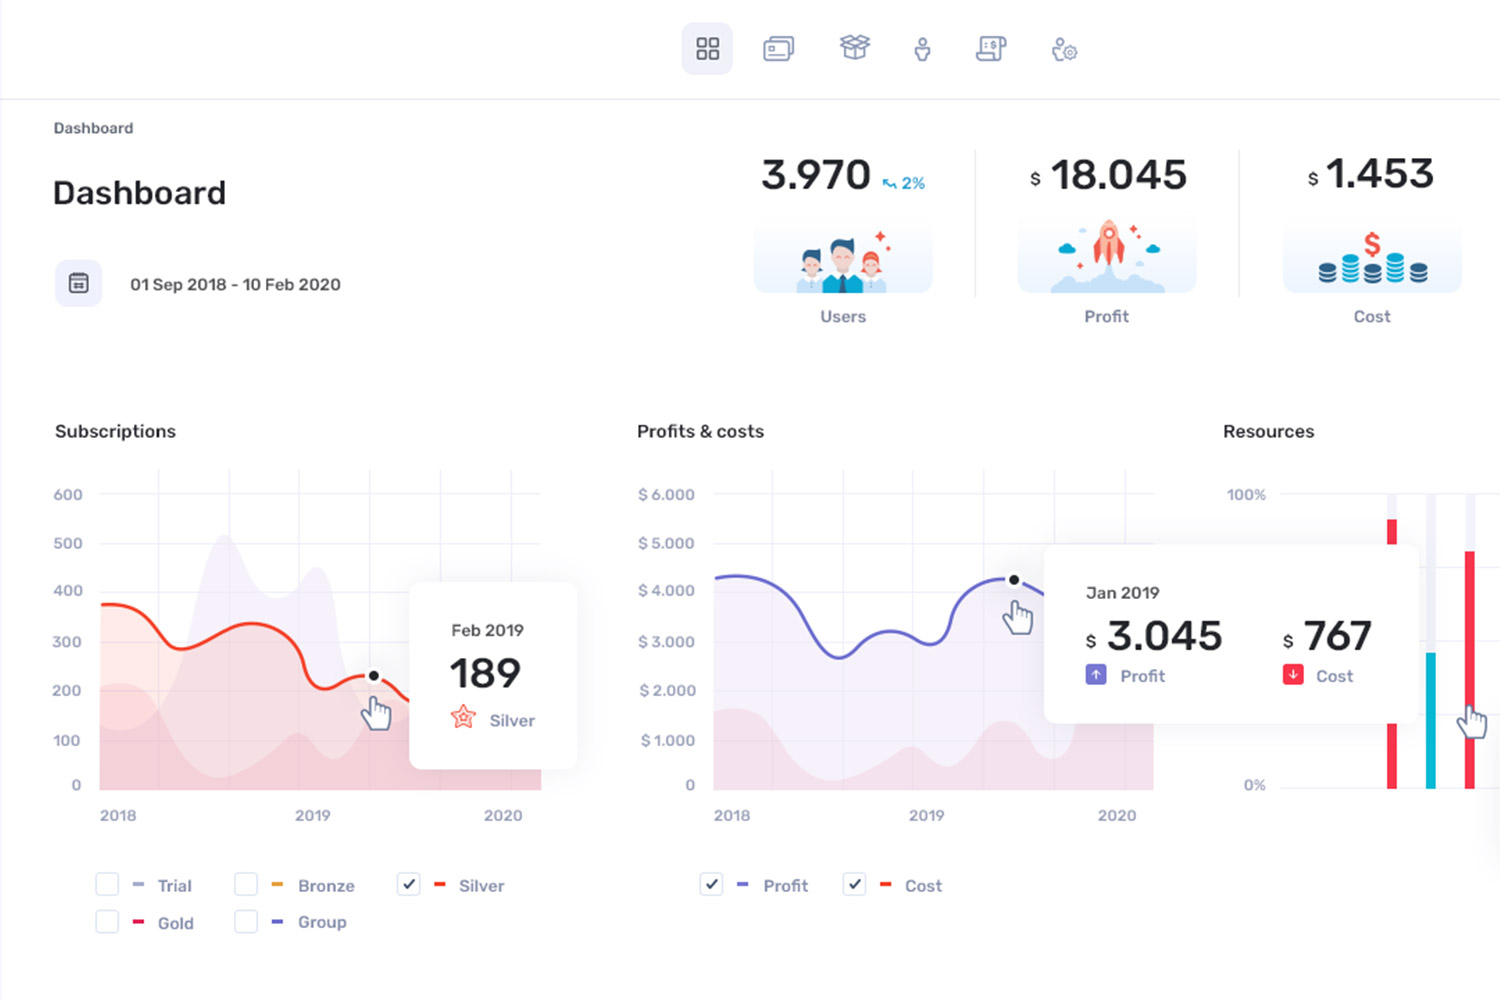 Dashboard
Dashboard
01 Sep 2018 - 10 Feb 2020
3.970 2%
Users
$ 18.045
Profit
$ 1.453
$
Cost
Subscriptions
600
500
400
300
200
100
0
2018 2019 2020
Feb 2019
189
Silver
Trial Bronze Silver
Gold Group
Profits & costs
$ 6.000
$ 5.000
$ 4.000
$ 3.000
$ 2.000
$ 1.000
0
2018 2019 2020
Jan 2019
$ 3.045 $ 767
Profit Cost
Profit Cost
Resources
100%
0%